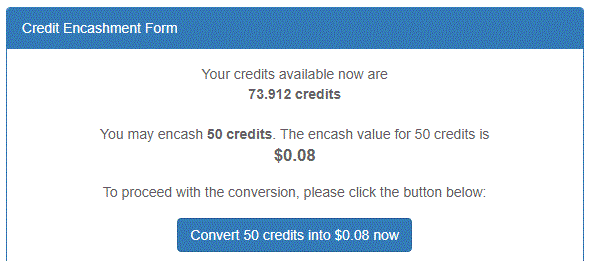 Credit Encashment Form
Your credits available now are
73.912 credits
You may encash 50 credits. The encash value for 50 credits is
$0.08
To proceed with the conversion, please click the button below:
Convert 50 credits into $0.08 now